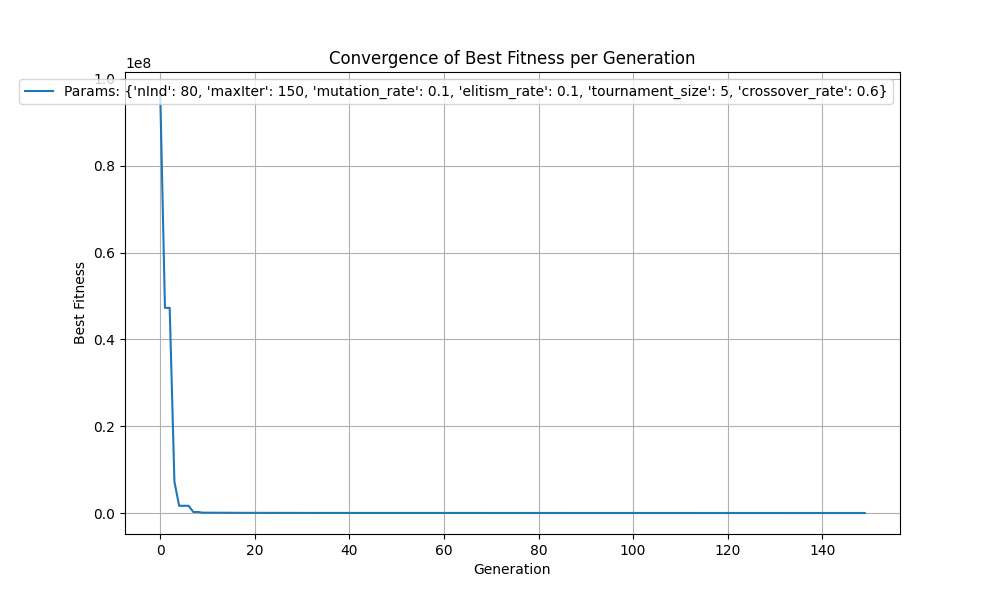 Convergence of Best Fitness per Generation
1e8
1.0
Params: {'nInd': 80, 'maxIter': 150, 'mutation_rate': 0.1, 'elitism_rate': 0.1, 'tournament_size': 5, 'crossover_rate': 0.6}
0.8
0.6
0.4
0.2
0.0
Best Fitness
0 20 40 60 80 100 120 140
Generation